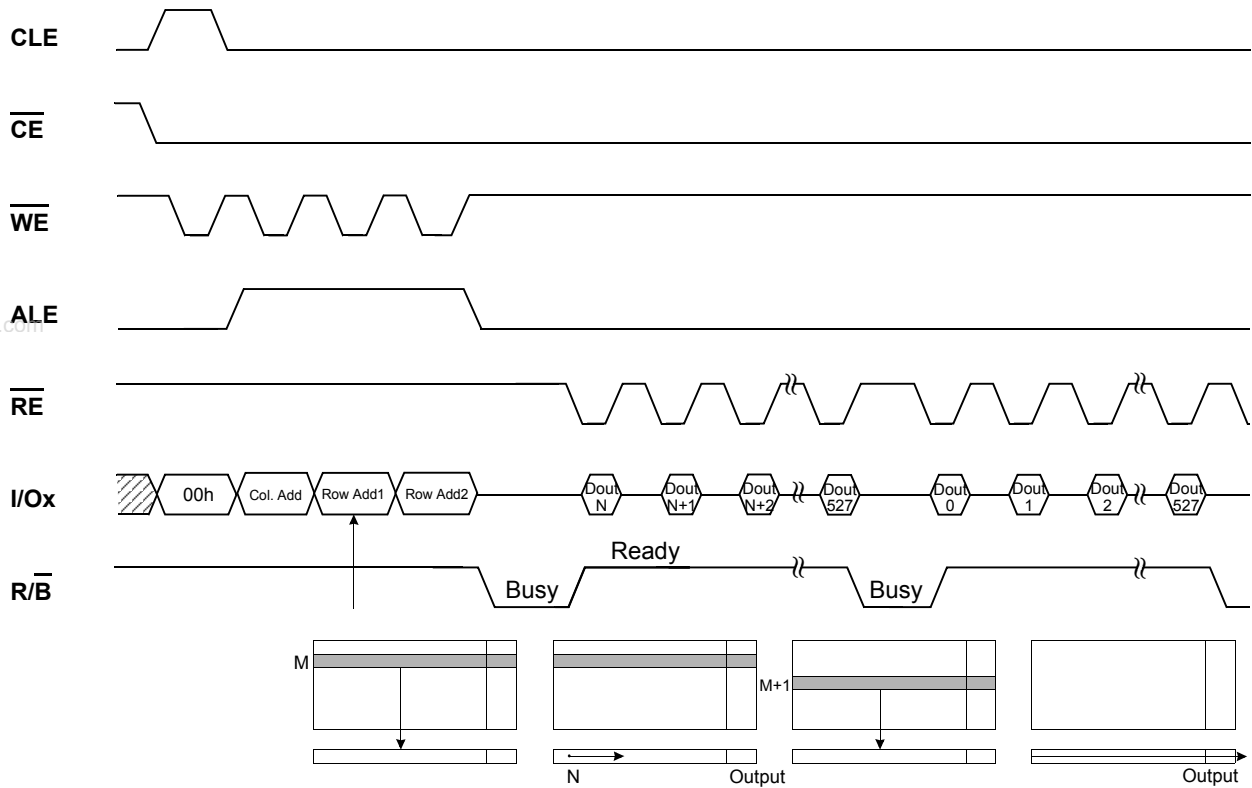 CLE
CE
WE
ALE
.com
RE
I/Ox
00h
Col. Add
Row Add1
Row Add2
Dout
N
Dout
N+1
Dout
N+2
Dout
527
Dout
0
Dout
1
Dout
2
Dout
527
R/B
Busy
Ready
Busy
M
M+1
N
Output
Output